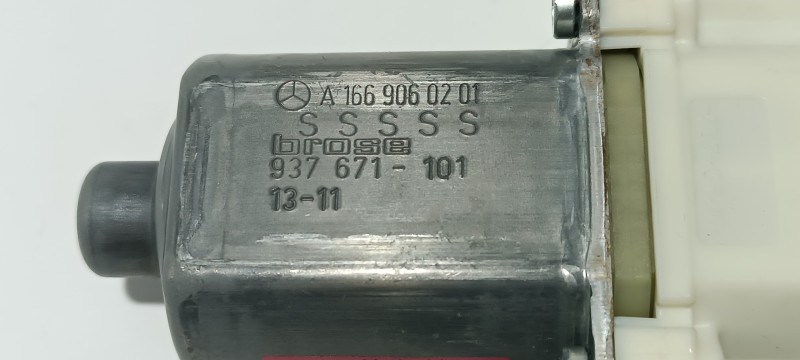 A 166 906 02 01
S S S S S
brose
937 671 - 101
13-11